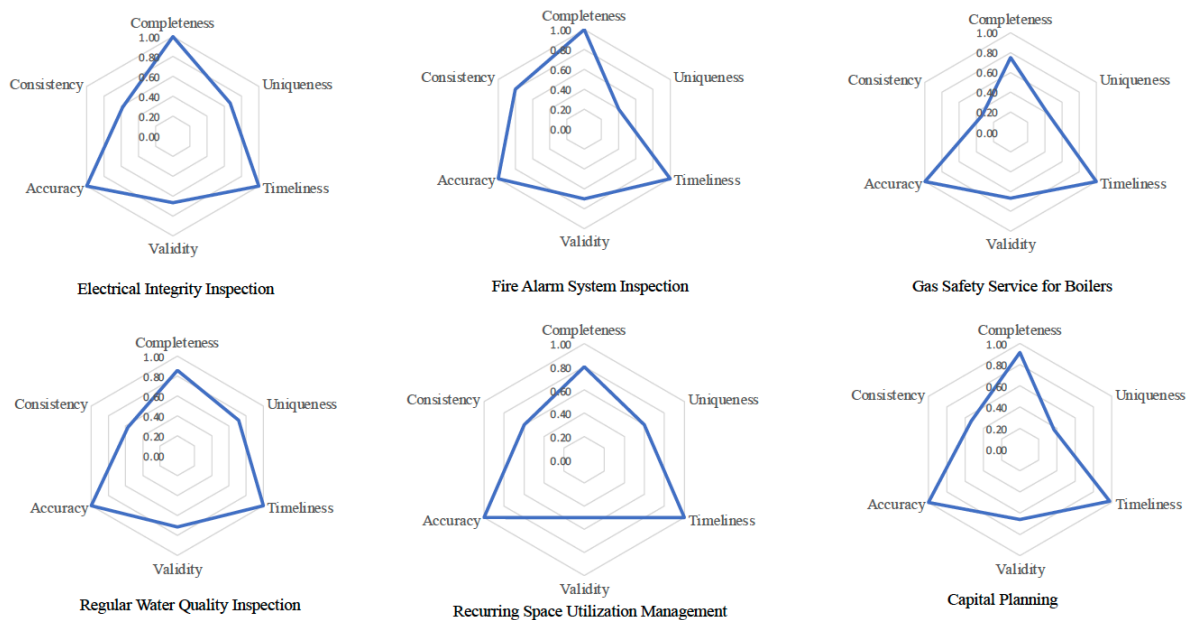 Completeness
1.00
0.80
0.60
0.40
0.20
0.00
Consistency
Uniqueness
Accuracy
Timeliness
Validity
Electrical Integrity Inspection
Completeness
1.00
0.80
0.60
0.40
0.20
0.00
Consistency
Uniqueness
Accuracy
Timeliness
Validity
Fire Alarm System Inspection
Completeness
1.00
0.80
0.60
0.40
0.20
0.00
Consistency
Uniqueness
Accuracy
Timeliness
Validity
Gas Safety Service for Boilers
Completeness
1.00
0.80
0.60
0.40
0.20
0.00
Consistency
Uniqueness
Accuracy
Timeliness
Validity
Regular Water Quality Inspection
Completeness
1.00
0.80
0.60
0.40
0.20
0.00
Consistency
Uniqueness
Accuracy
Timeliness
Validity
Recurring Space Utilization Management
Completeness
1.00
0.80
0.60
0.40
0.20
0.00
Consistency
Uniqueness
Accuracy
Timeliness
Validity
Capital Planning